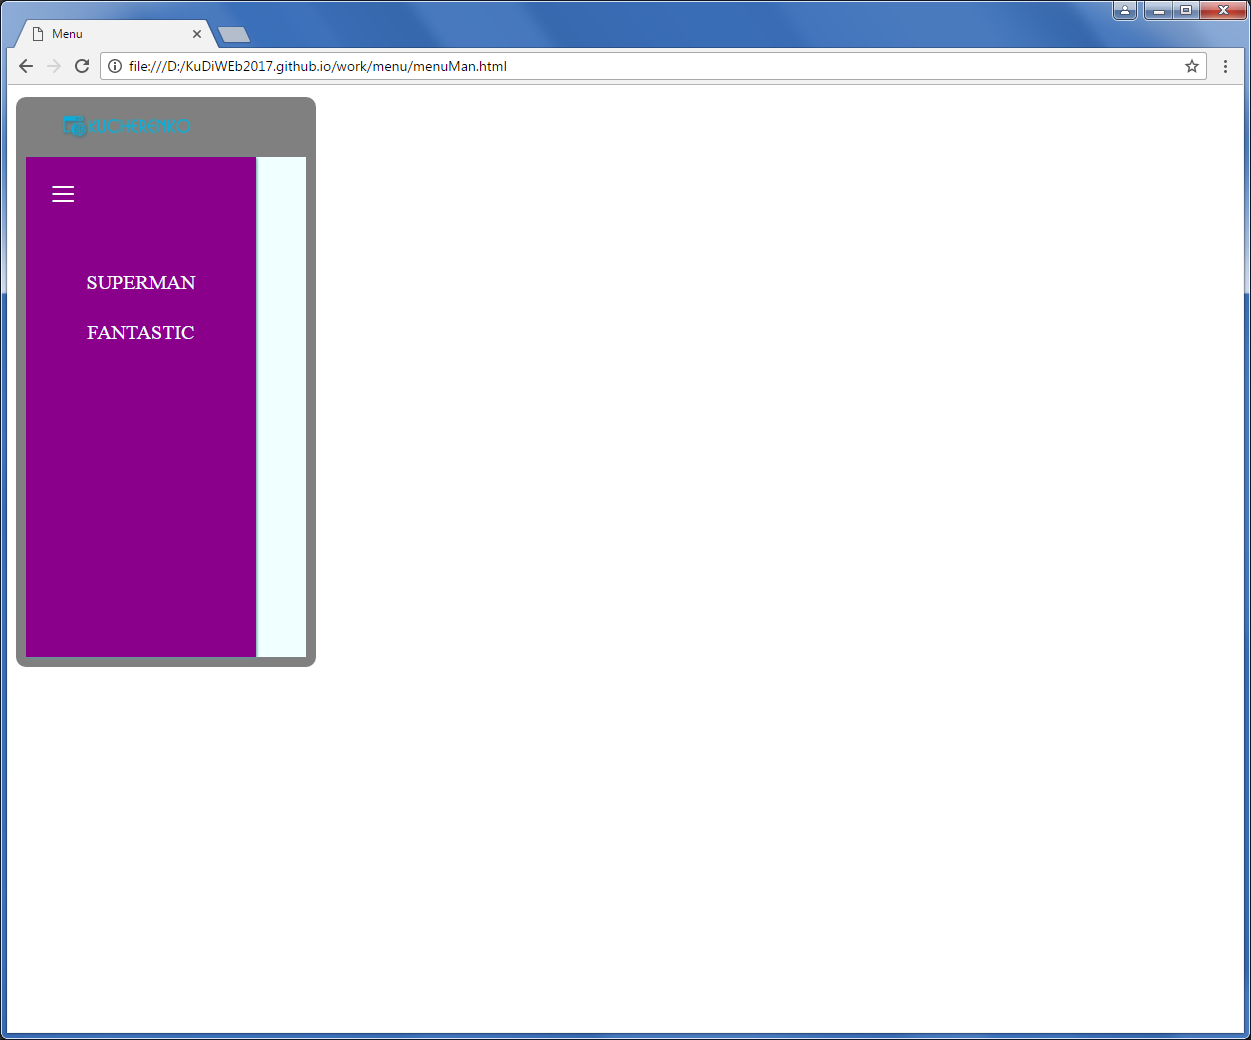 Menu
file:///D:/KuDiWEb2017.github.io/work/menu/menuMan.html
KUCHERENKO
SUPERMAN
FANTASTIC